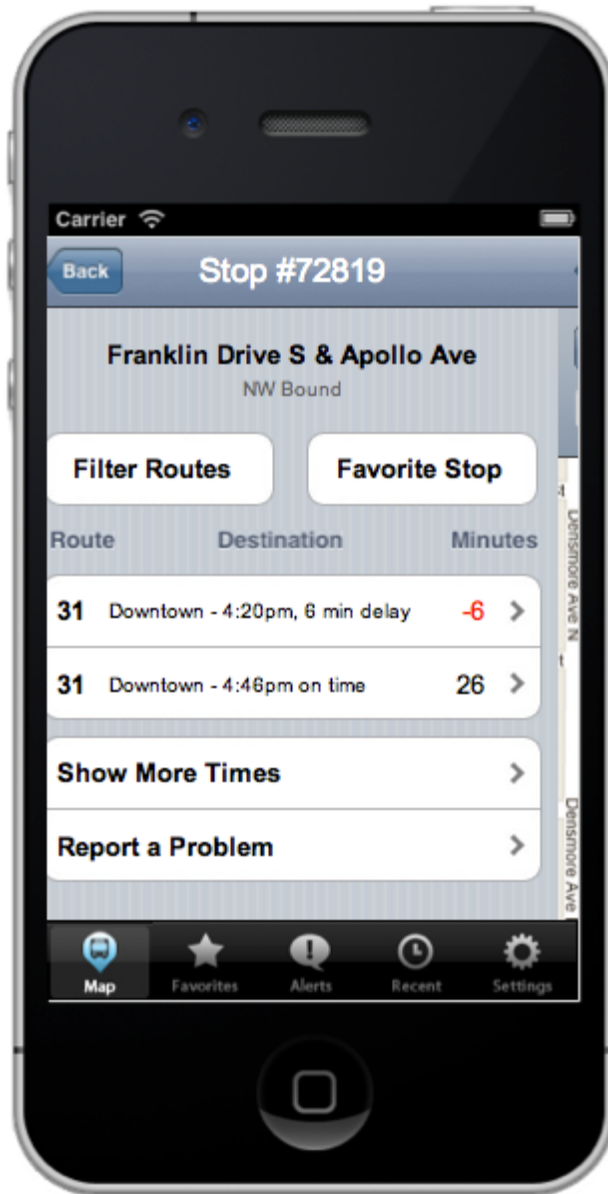 Carrier
Back
Stop #72819
Franklin Drive S & Apollo Ave
NW Bound
Filter Routes
Favorite Stop
Route Destination Minutes
31 Downtown - 4:20pm, 6 min delay -6
31 Downtown - 4:46pm on time 26
Show More Times
Report a Problem
Densmore Ave N
Densmore Ave
Map Favorites Alerts Recent Settings